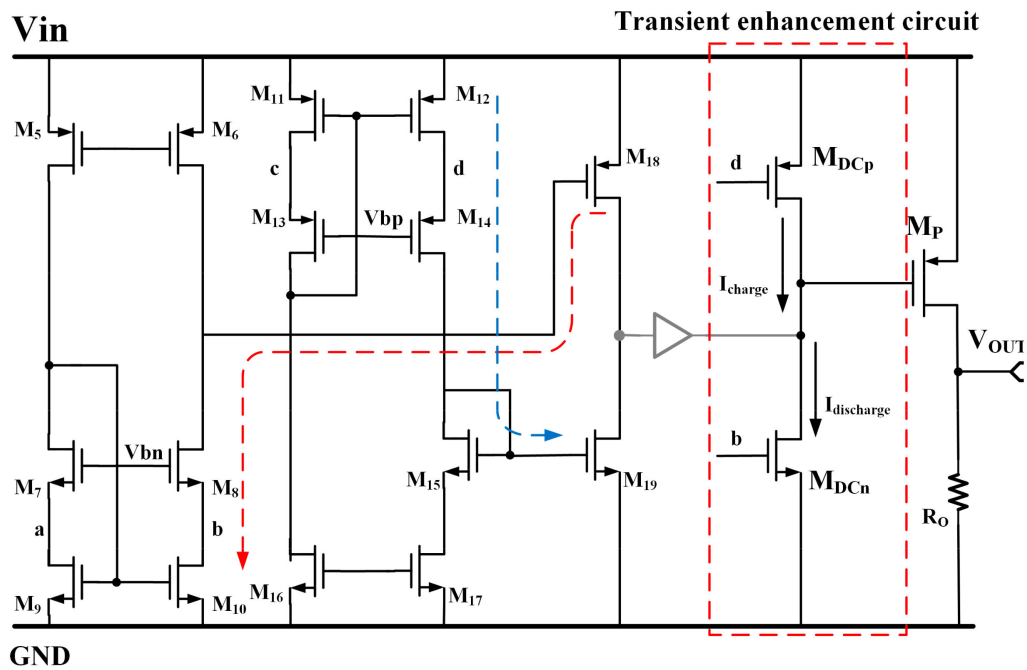 Transient enhancement circuit
Vin
M11
M12
M5
M6
c
d
M18
d
MDCp
M13
Vbp
M14
MP
Icharge
VOUT
Idischarge
Vbn
b
M7
M8
M15
M19
MDCn
a
b
RO
M9
M10
M16
M17
GND